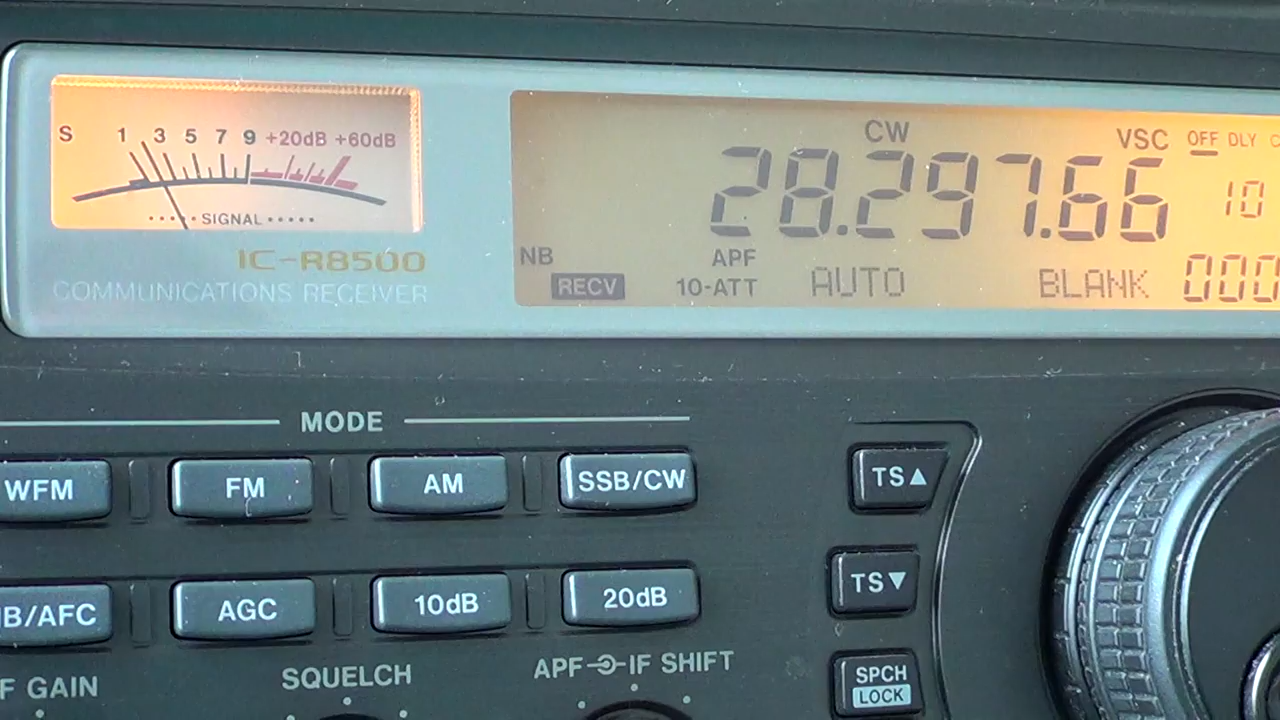 S 1 3 5 7 9 +20dB +60dB
SIGNAL
IC-R8500
COMMUNICATIONS RECEIVER
CW VSC OFF DLY
28.297.66 10
NB APF
RECV 10-ATT AUTO BLANK 000
MODE
WFM FM AM SSB/CW TS▲
AGC 10dB 20dB TS▼
SQUELCH APF IF SHIFT
GAIN
SPCH
LOCK